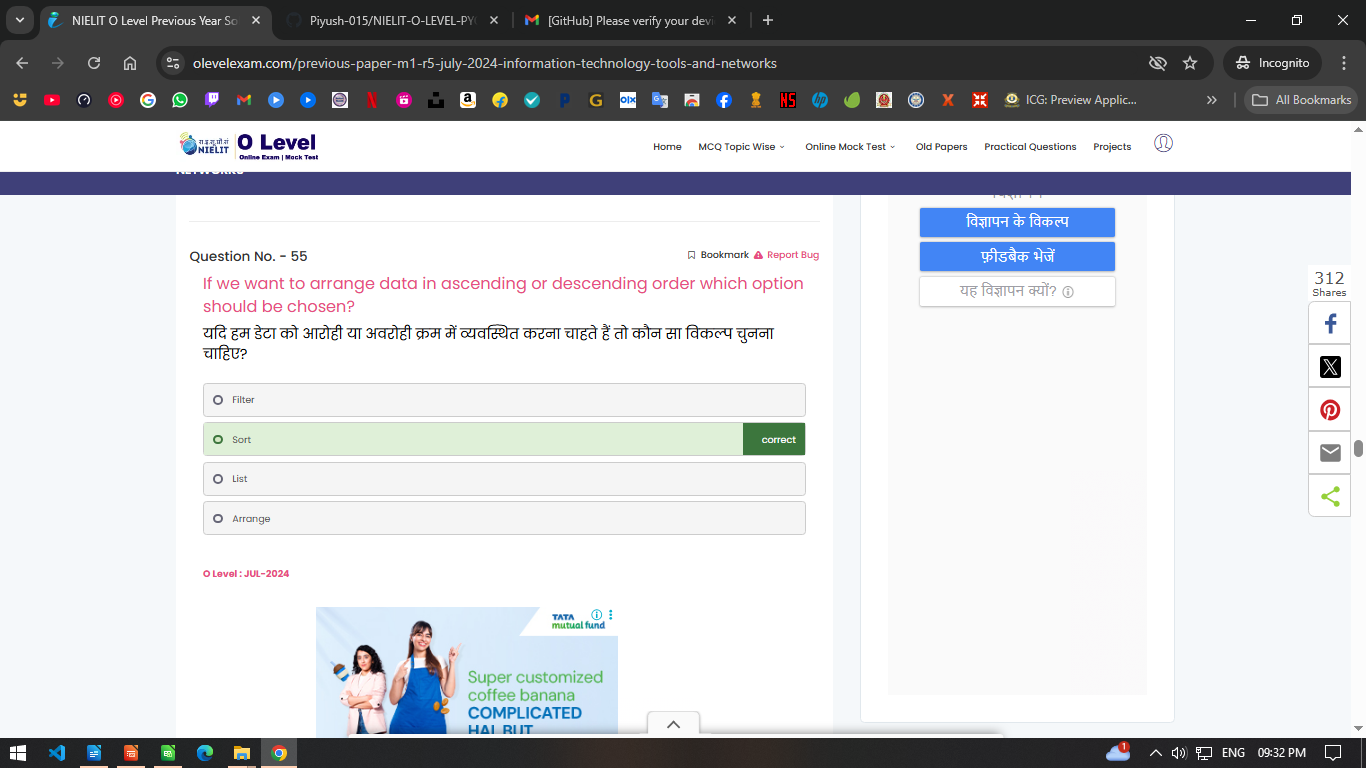 NIELIT O Level Previous Year So
Piyush-015/NIELIT-O-LEVEL-PY
[GitHub] Please verify your devi
olevelexam.com/previous-paper-m1-r5-july-2024-information-technology-tools-and-networks
Incognito
ICG: Preview Applic...
All Bookmarks
रा.इ.सू.प्रौ.सं
NIELIT
O Level
Online Exam | Mock Test
Home
MCQ Topic Wise
Online Mock Test
Old Papers
Practical Questions
Projects
NETWORKS
विज्ञापन
विज्ञापन के विकल्प
फ़ीडबैक भेजें
यह विज्ञापन क्यों?
Question No. - 55
Bookmark
Report Bug
If we want to arrange data in ascending or descending order which option
should be chosen?
यदि हम डेटा को आरोही या अवरोही क्रम में व्यवस्थित करना चाहते हैं तो कौन सा विकल्प चुनना
चाहिए?
Filter
Sort
correct
List
Arrange
O Level : JUL-2024
312
Shares
TATA
mutual fund
Super customized
coffee banana
COMPLICATED
HAI, BUT
1
ENG
09:32 PM